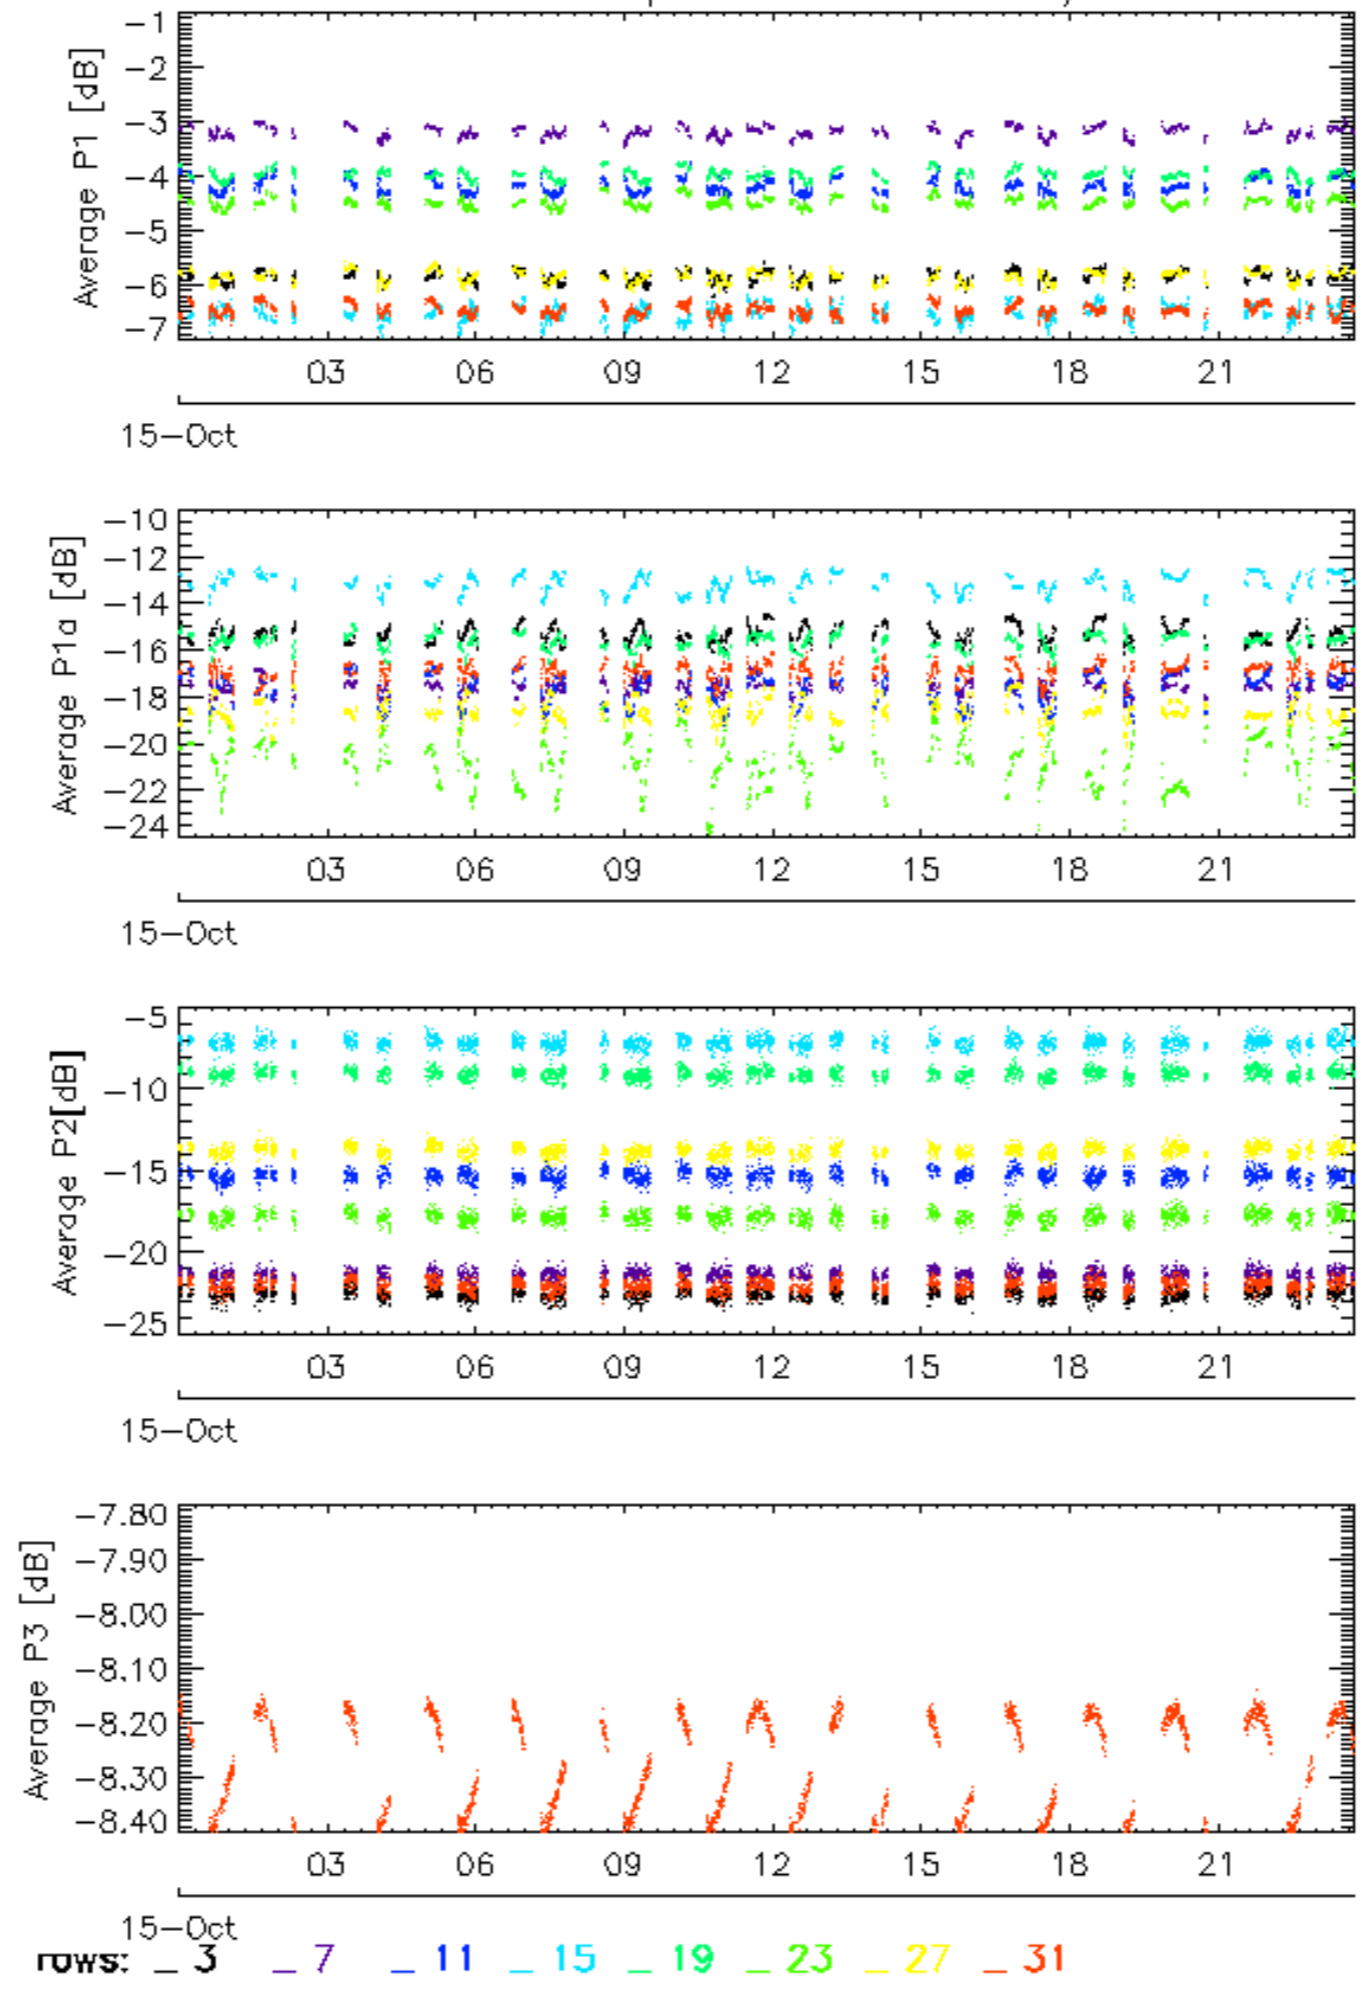 Average P1 [dB]
-1
-2
-3
-4
-5
-6
-7
03 06 09 12 15 18 21
15-Oct
Average P1a [dB]
-10
-12
-14
-16
-18
-20
-22
-24
03 06 09 12 15 18 21
15-Oct
Average P2[dB]
-5
-10
-15
-20
-25
03 06 09 12 15 18 21
15-Oct
Average P3 [dB]
-7.80
-7.90
-8.00
-8.10
-8.20
-8.30
-8.40
03 06 09 12 15 18 21
15-Oct
rows: _ 3 _ 7 _ 11 _ 15 _ 19 _ 23 _ 27 _ 31